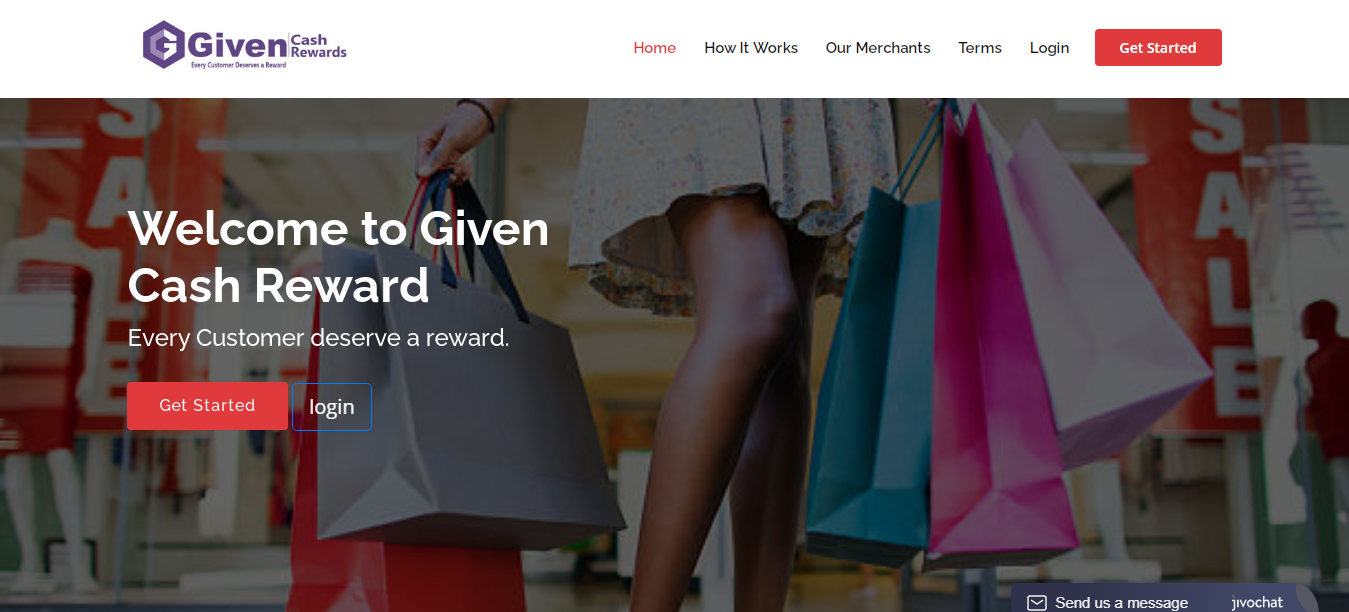 Given
Cash
Rewards
Every Customer Deserves a Reward
Home
How It Works
Our Merchants
Terms
Login
Get Started
SALE
SALE
Welcome to Given
Cash Reward
Every Customer deserve a reward.
Get Started
login
Send us a message
jivochat